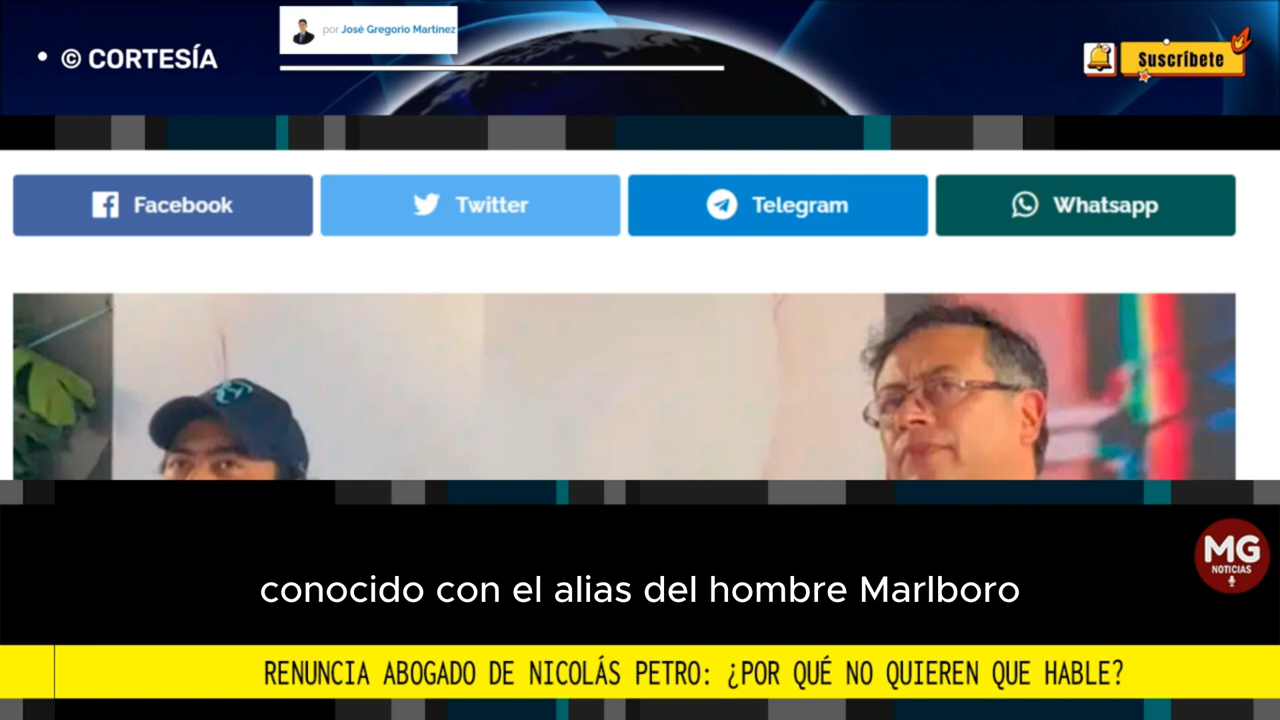 • © CORTESÍA
por José Gregorio Martínez
Suscríbete
Facebook
Twitter
Telegram
Whatsapp
MG
NOTICIAS
conocido con el alias del hombre Marlboro
RENUNCIA ABOGADO DE NICOLÁS PETRO: ¿POR QUÉ NO QUIEREN QUE HABLE?